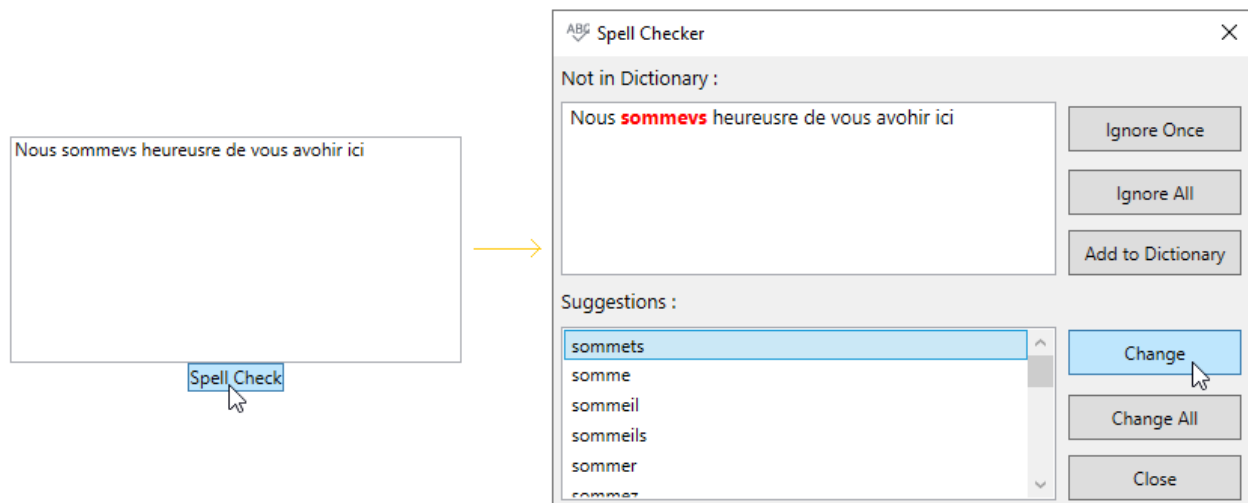 Nous sommevs heureusre de vous avohir ici
Spell Check
ABC Spell Checker
Not in Dictionary :
Nous sommevs heureusre de vous avohir ici
Ignore Once
Ignore All
Add to Dictionary
Suggestions :
sommets
somme
sommeil
sommeils
sommer
sommez
Change
Change All
Close